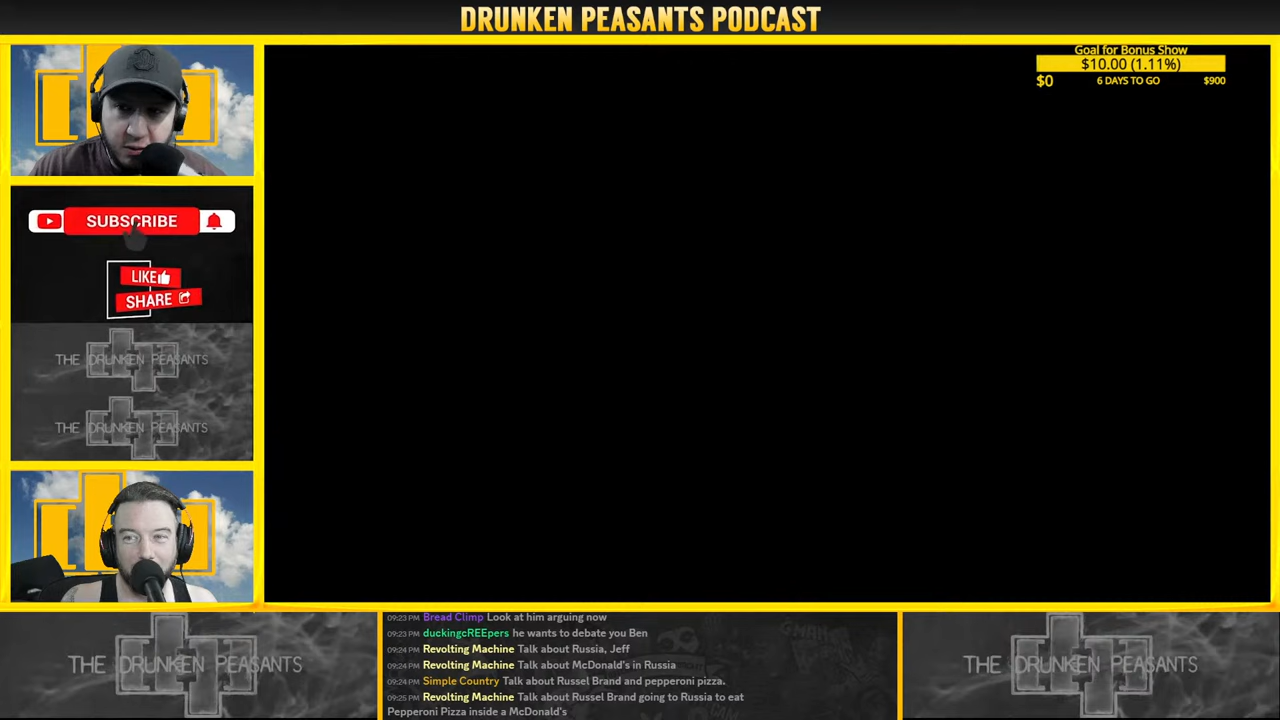 DRUNKEN PEASANTS PODCAST
Goal for Bonus Show
$10.00 (1.11%)
$0 6 DAYS TO GO $900
SUBSCRIBE
LIKE
SHARE
THE DRUNKEN PEASANTS
THE DRUNKEN PEASANTS
THE DRUNKEN PEASANTS
09:23 PM Bread Climp Look at him arguing now
09:23 PM duckingcREEpers he wants to debate you Ben
09:24 PM Revolting Machine Talk about Russia, Jeff
09:24 PM Revolting Machine Talk about McDonald's in Russia
09:24 PM Simple Country Talk about Russel Brand and pepperoni pizza.
09:25 PM Revolting Machine Talk about Russel Brand going to Russia to eat
Pepperoni Pizza inside a McDonald's
THE DRUNKEN PEASANTS